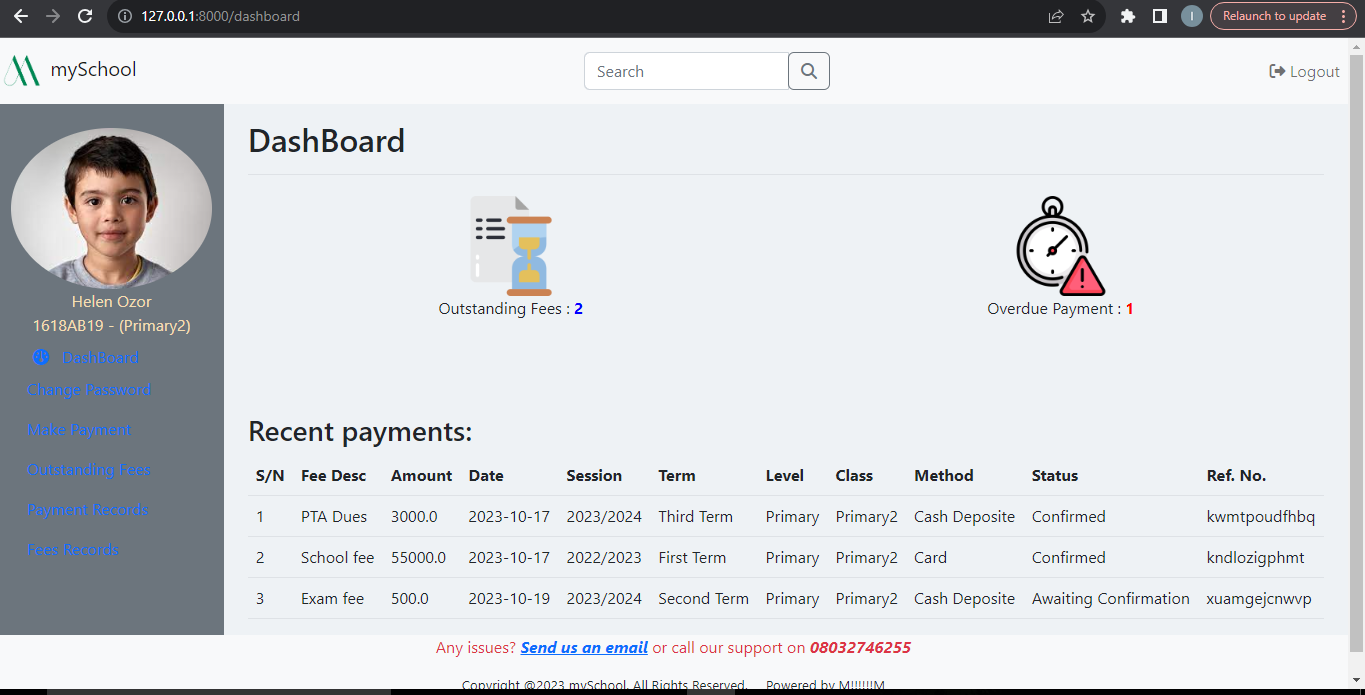 127.0.0.1:8000/dashboard
I
Relaunch to update
mySchool
Search
Logout
Helen Ozor
1618AB19 - (Primary2)
DashBoard
Change Password
Make Payment
Outstanding Fees
Payment Records
Fees Records
DashBoard
Outstanding Fees : 2
Overdue Payment : 1
Recent payments:
S/N Fee Desc Amount Date Session Term Level Class Method Status Ref. No.
1 PTA Dues 3000.0 2023-10-17 2023/2024 Third Term Primary Primary2 Cash Deposite Confirmed kwmtpoudfhbq
2 School fee 55000.0 2023-10-17 2022/2023 First Term Primary Primary2 Card Confirmed kndlozigphmt
3 Exam fee 500.0 2023-10-19 2023/2024 Second Term Primary Primary2 Cash Deposite Awaiting Confirmation xuamgejcnwvp
Any issues? Send us an email or call our support on 08032746255
Copyright @2023 mySchool. All Rights Reserved. Powered by M!!!!!!M